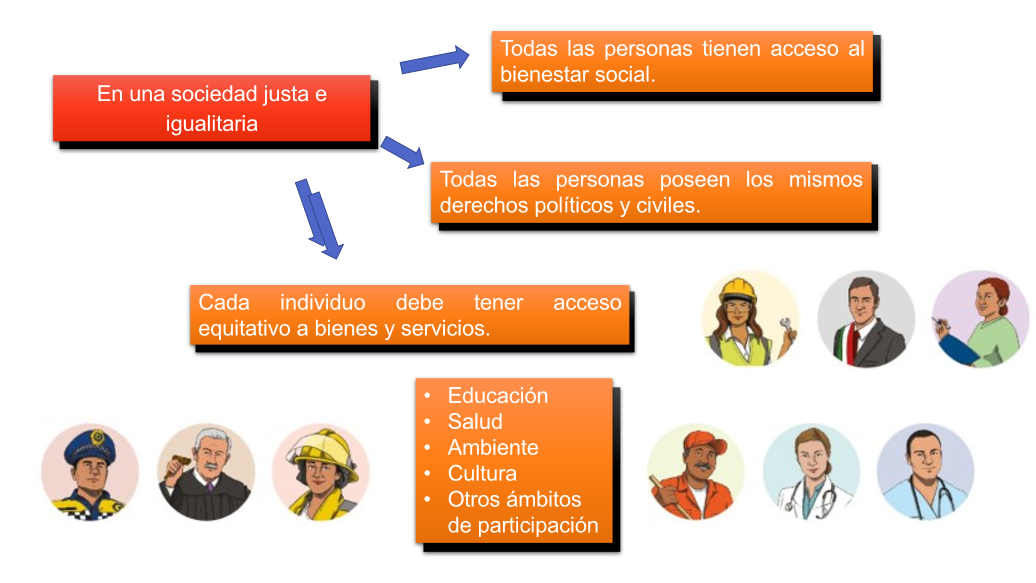 En una sociedad justa e
igualitaria
Todas las personas tienen acceso al
bienestar social.
Todas las personas poseen los mismos
derechos políticos y civiles.
Cada individuo debe tener acceso
equitativo a bienes y servicios.
• Educación
• Salud
• Ambiente
• Cultura
• Otros ámbitos
de participación